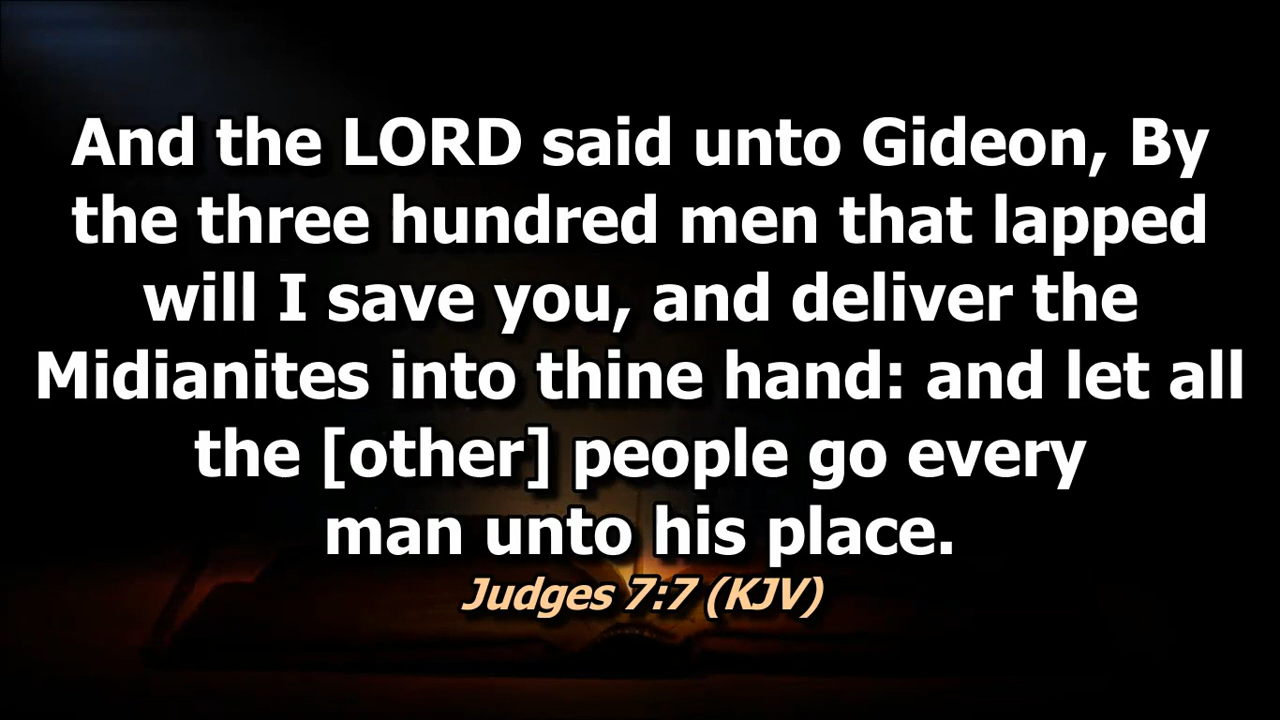 And the LORD said unto Gideon, By
the three hundred men that lapped
will I save you, and deliver the
Midianites into thine hand: and let all
the [other] people go every
man unto his place.
Judges 7:7 (KJV)